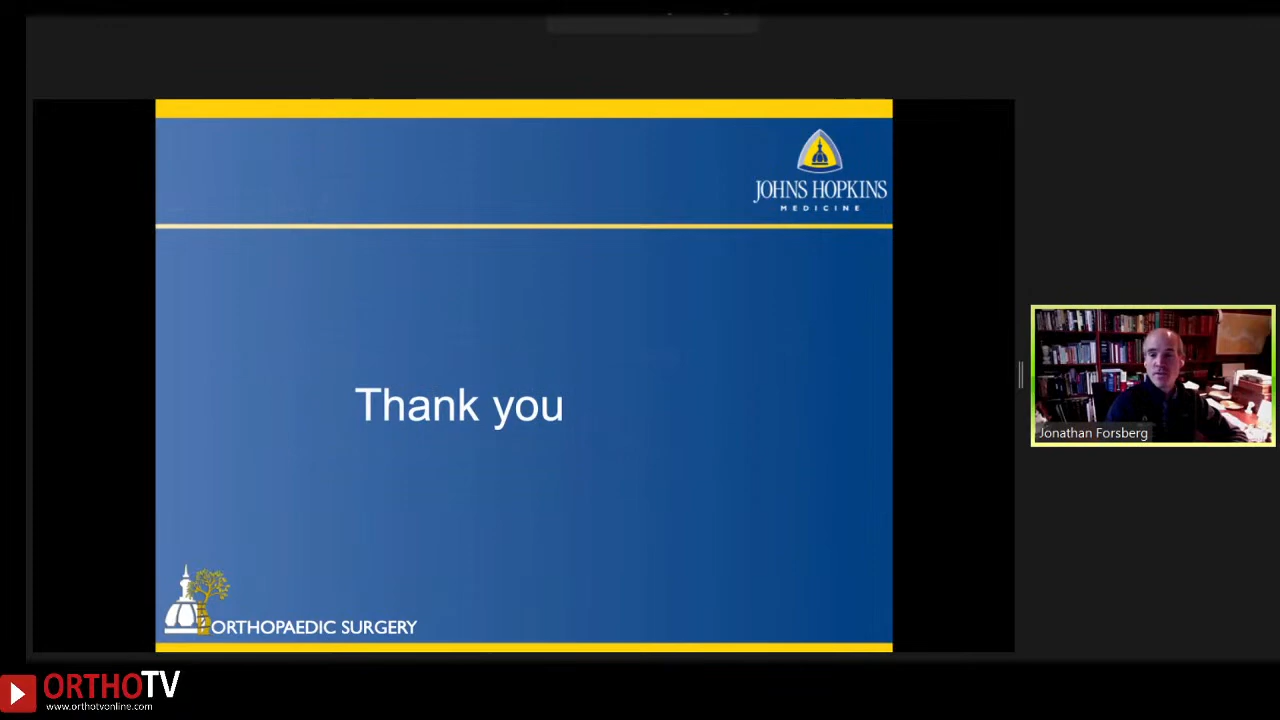 JOHNS HOPKINS
MEDICINE
Thank you
Jonathan Forsberg
ORTHOPAEDIC SURGERY
ORTHOTV
www.orthotvonline.com